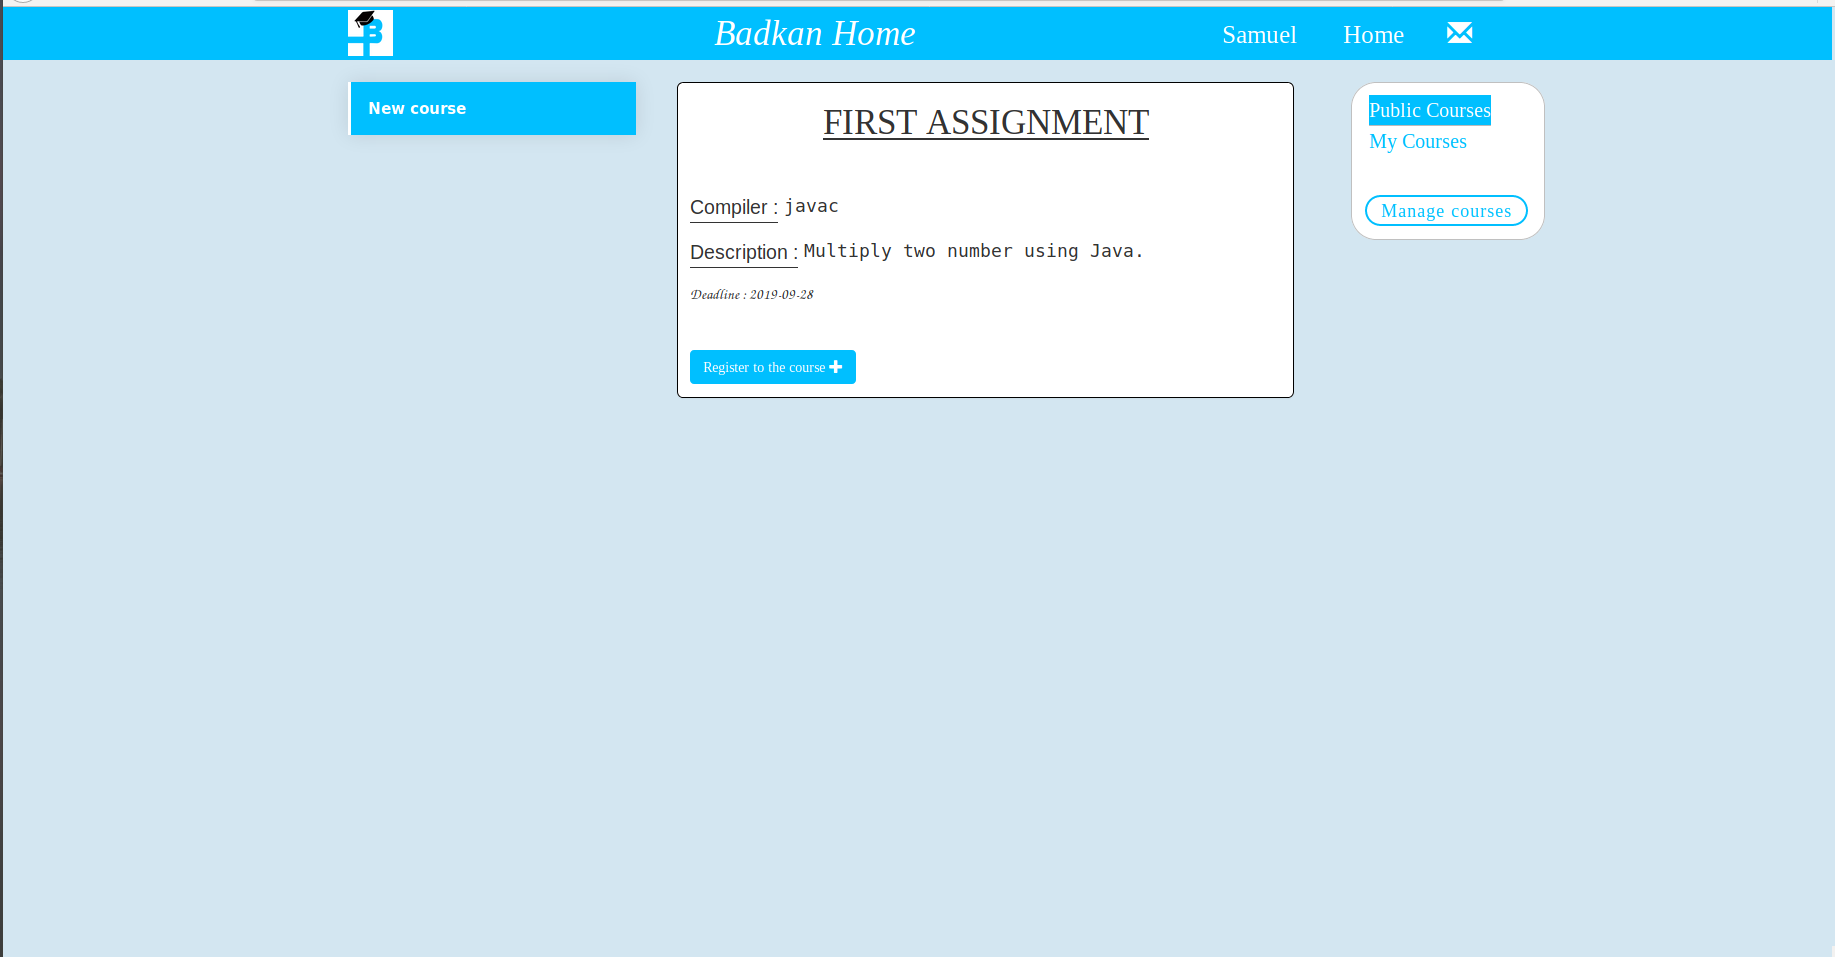 Badkan Home
Samuel
Home
New course
FIRST ASSIGNMENT
Compiler : javac
Description : Multiply two number using Java.
Deadline : 2019-09-28
Register to the course
Public Courses
My Courses
Manage courses